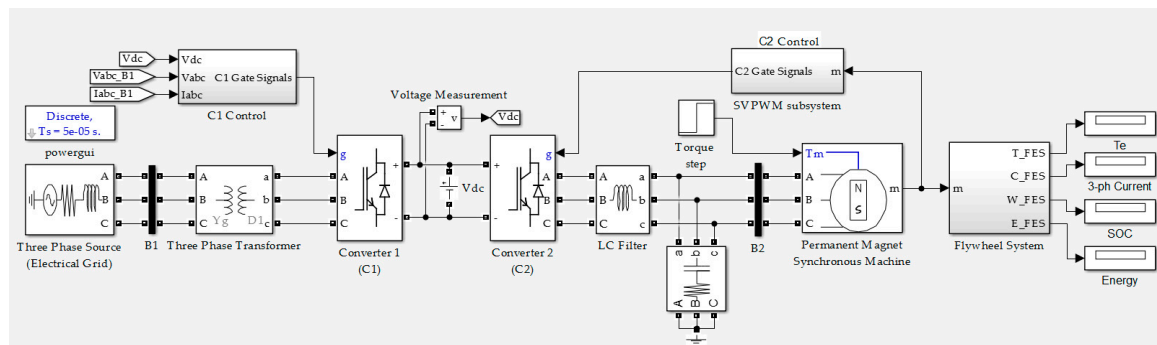 Vdc
Vabc_B1
Iabc_B1
Vdc
Vabc
Iabc
C1 Gate Signals
C1 Control
Discrete,
Ts = 5e-05 s.
powergui
Voltage Measurement
+
-
v
Vdc
C2 Control
C2 Gate Signals
m
SVPWM subsystem
Torque
step
A
B
C
Three Phase Source
(Electrical Grid)
B1
A
B
C
Yg
D1
a
b
c
Three Phase Transformer
g
A
B
C
+
-
Converter 1
(C1)
+
Vdc
g
+
-
A
B
C
Converter 2
(C2)
A
B
C
a
b
c
LC Filter
a
b
c
A
B
C
A
B
C
B2
Tm
A
B
C
N
S
m
Permanent Magnet
Synchronous Machine
m
T_FES
C_FES
W_FES
E_FES
Flywheel System
Te
3-ph Current
SOC
Energy